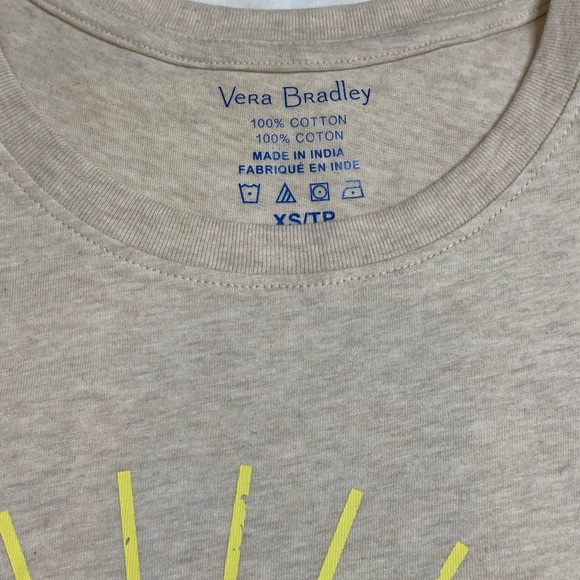 Vera Bradley
100% COTTON
100% COTON
MADE IN INDIA
FABRIQUÉ EN INDE
XS/TP